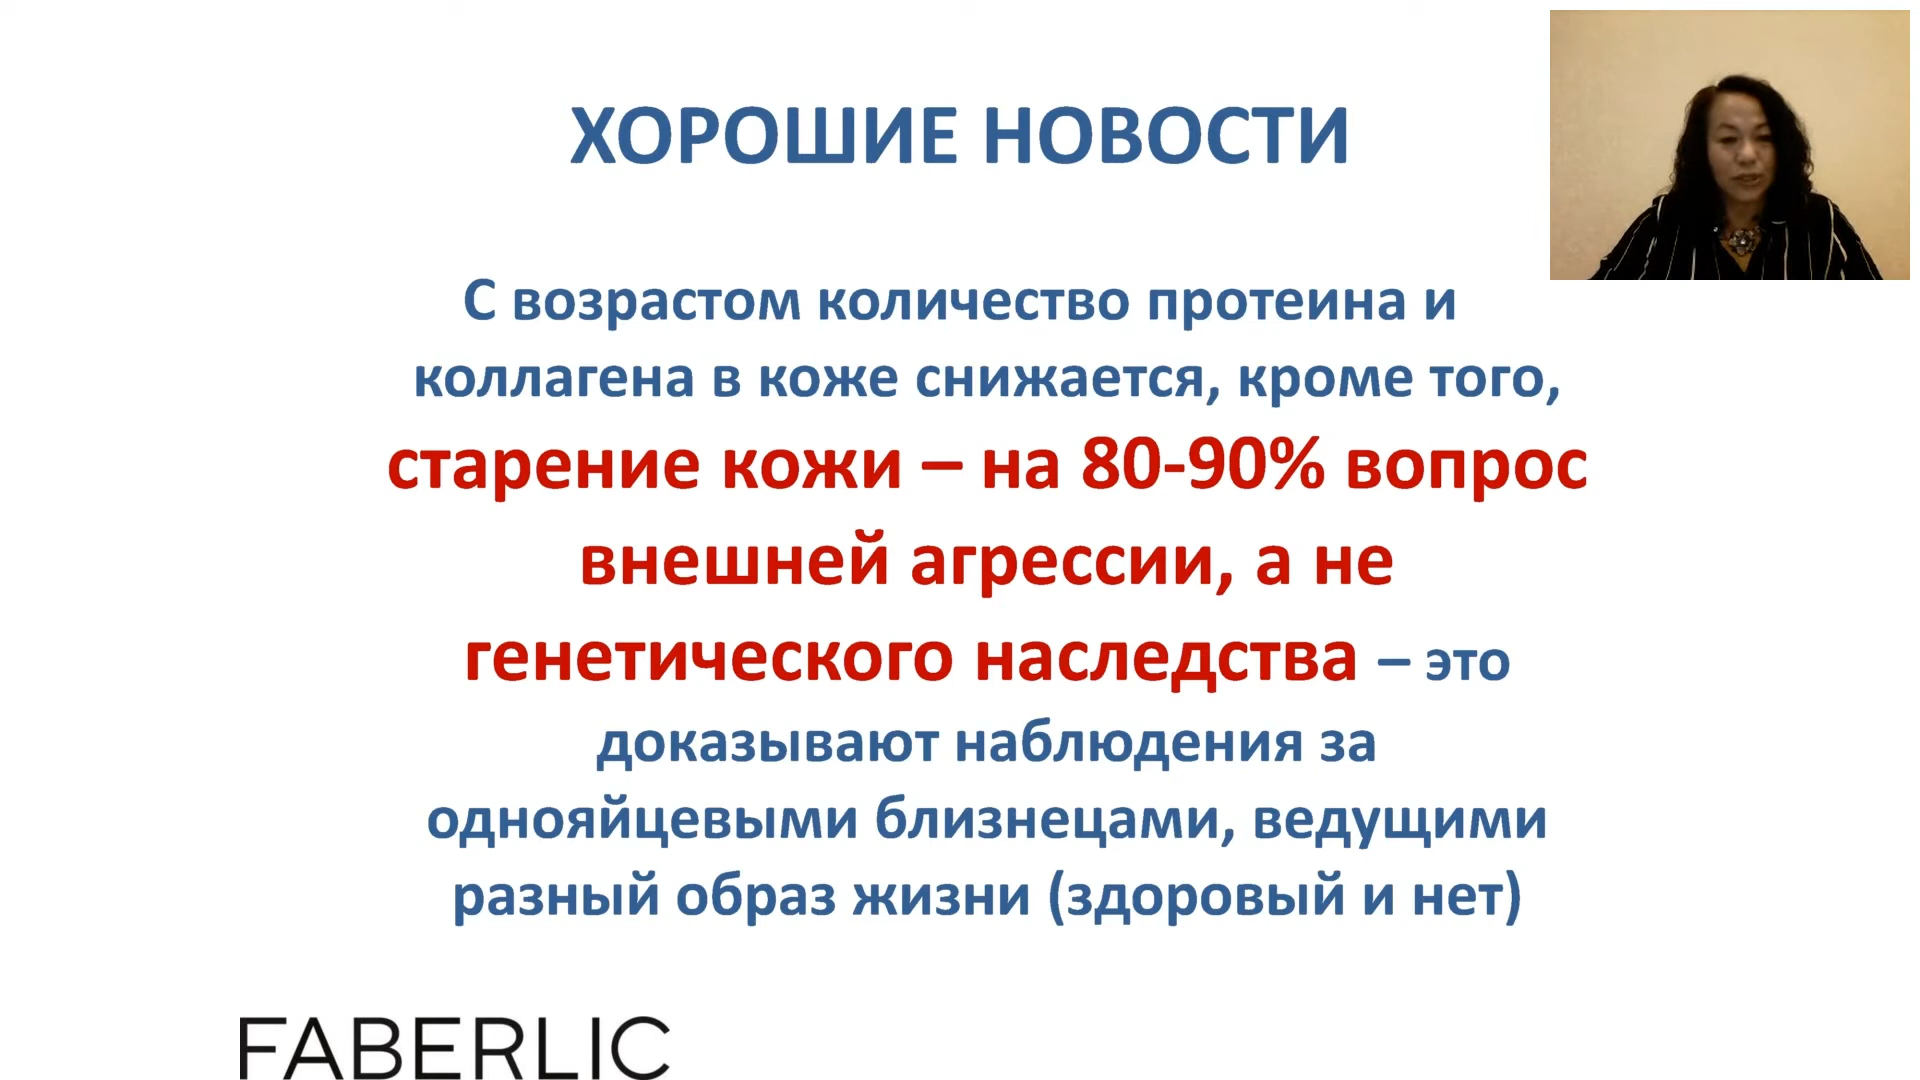 ХОРОШИЕ НОВОСТИ
С возрастом количество протеина и
коллагена в коже снижается, кроме того,
старение кожи – на 80-90% вопрос
внешней агрессии, а не
генетического наследства – это
доказывают наблюдения за
однояйцевыми близнецами, ведущими
разный образ жизни (здоровый и нет)
FABERLIC